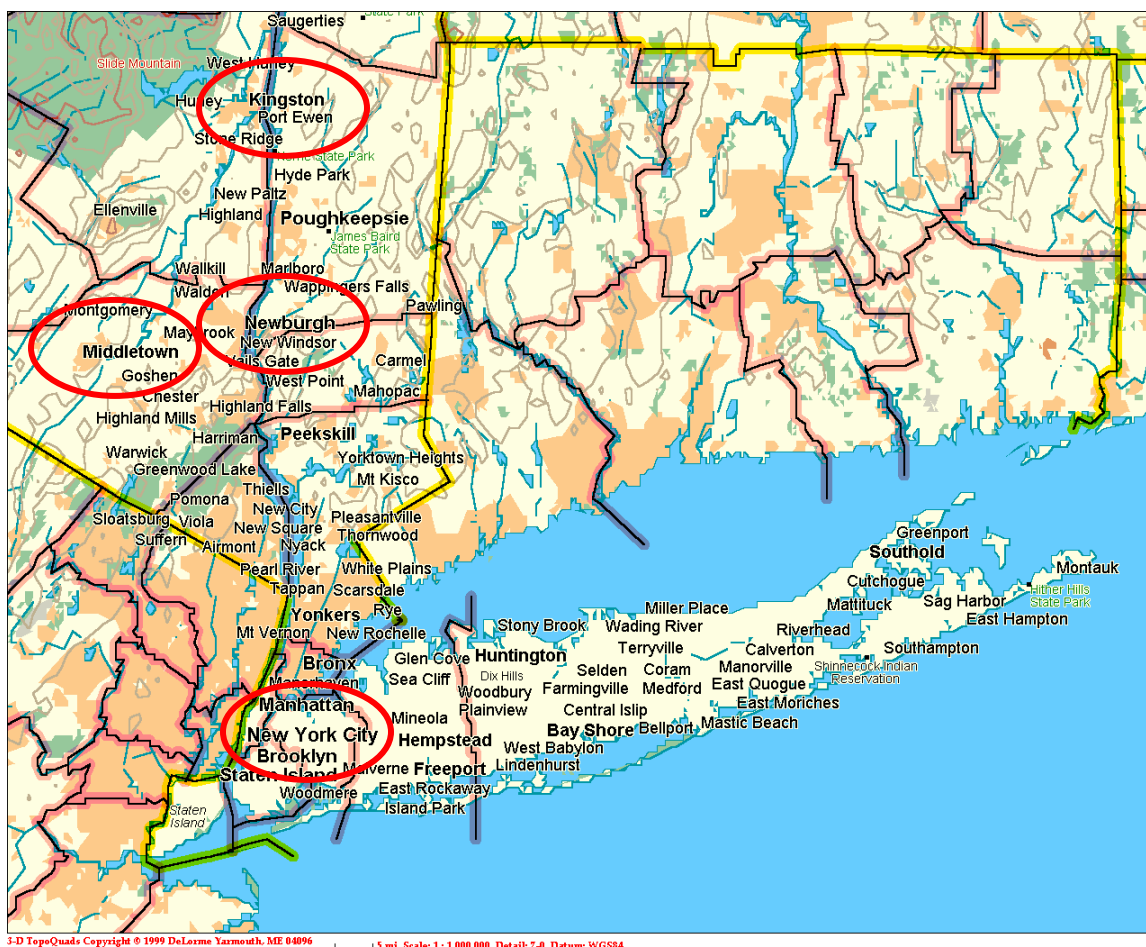 Saugerties
State Park
Slide Mountain
West Hurley
Hurley
Kingston
Port Ewen
Stone Ridge
State Park
Hyde Park
New Paltz
Ellenville
Highland
Poughkeepsie
James Baird
State Park
Wallkill
Marlboro
Walden
Wappingers Falls
Montgomery
Pawling
Maybrook
Newburgh
New Windsor
Middletown
Vails Gate
Carmel
Goshen
West Point
Mahopac
Chester
Highland Falls
Highland Mills
Harriman
Peekskill
Warwick
Yorktown Heights
Greenwood Lake
Mt Kisco
Thiells
Pomona
New City
Sloatsburg
Viola
New Square
Pleasantville
Suffern
Airmont
Nyack
Thornwood
Greenport
Southold
Pearl River
White Plains
Montauk
Tappan
Scarsdale
Cutchogue
Hither Hills
State Park
Yonkers
Rye
Miller Place
Mattituck
Sag Harbor
East Hampton
Mt Vernon
New Rochelle
Stony Brook
Wading River
Riverhead
Bronx
Glen Cove
Huntington
Terryville
Calverton
Southampton
Manorhaven
Sea Cliff
Dix Hills
Selden
Coram
Manorville
Shinnecock Indian
Reservation
Manhattan
Woodbury
Farmingville
Medford
East Quogue
Mineola
Plainview
Central Islip
East Moriches
New York City
Hempstead
Bay Shore
Bellport
Mastic Beach
Brooklyn
West Babylon
Staten Island
Malverne
Freeport
Lindenhurst
Woodmere
East Rockaway
Island Park
Staten
Island
3-D TopoQuads Copyright © 1999 DeLorme Yarmouth, ME 04096
5 mi Scale: 1 : 1,000,000 Detail: 7-0 Datum: WGS84